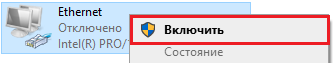 Ethernet
Отключено
Intel(R) PRO/
Включить
Состояние